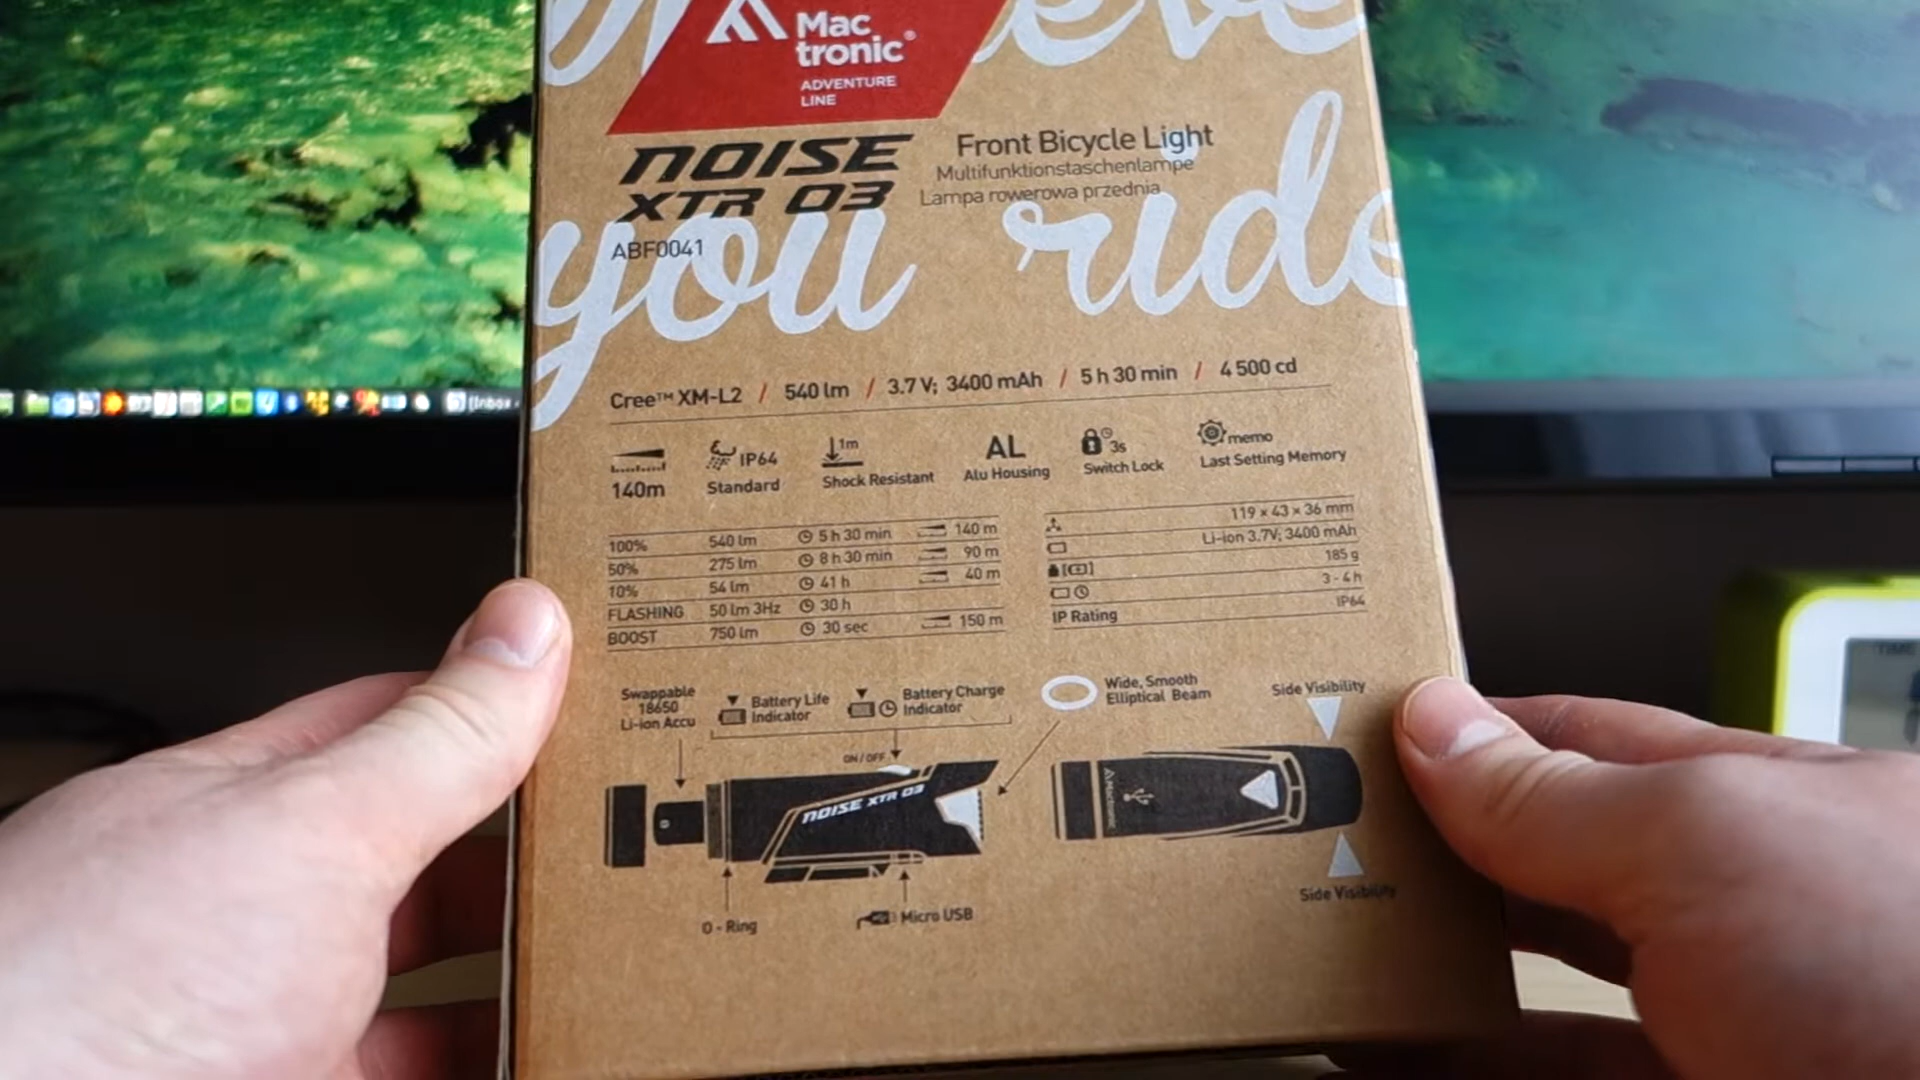 Mac
tronic®
ADVENTURE
LINE
NOISE
XTR 03
ABF0041
Front Bicycle Light
Multifunktionstaschenlampe
Lampa rowerowa przednia
you ride
Cree™ XM-L2 / 540 lm / 3.7 V; 3400 mAh / 5 h 30 min / 4 500 cd
140m
IP64
Standard
1m
Shock Resistant
AL
Alu Housing
3s
Switch Lock
memo
Last Setting Memory
100% 540 lm 5 h 30 min 140 m
50% 275 lm 8 h 30 min 90 m
10% 54 lm 41 h 40 m
FLASHING 50 lm 3Hz 30 h
BOOST 750 lm 30 sec 150 m
119 x 43 x 36 mm
Li-ion 3.7V; 3400 mAh
185 g
3 - 4 h
IP Rating IP64
Swappable
18650
Li-ion Accu
Battery Life
Indicator
Battery Charge
Indicator
Wide, Smooth
Elliptical Beam
Side Visibility
ON / OFF
NOISE XTR 03
Mactronic
O - Ring
Micro USB
Side Visibility
(Inbox -
TIME